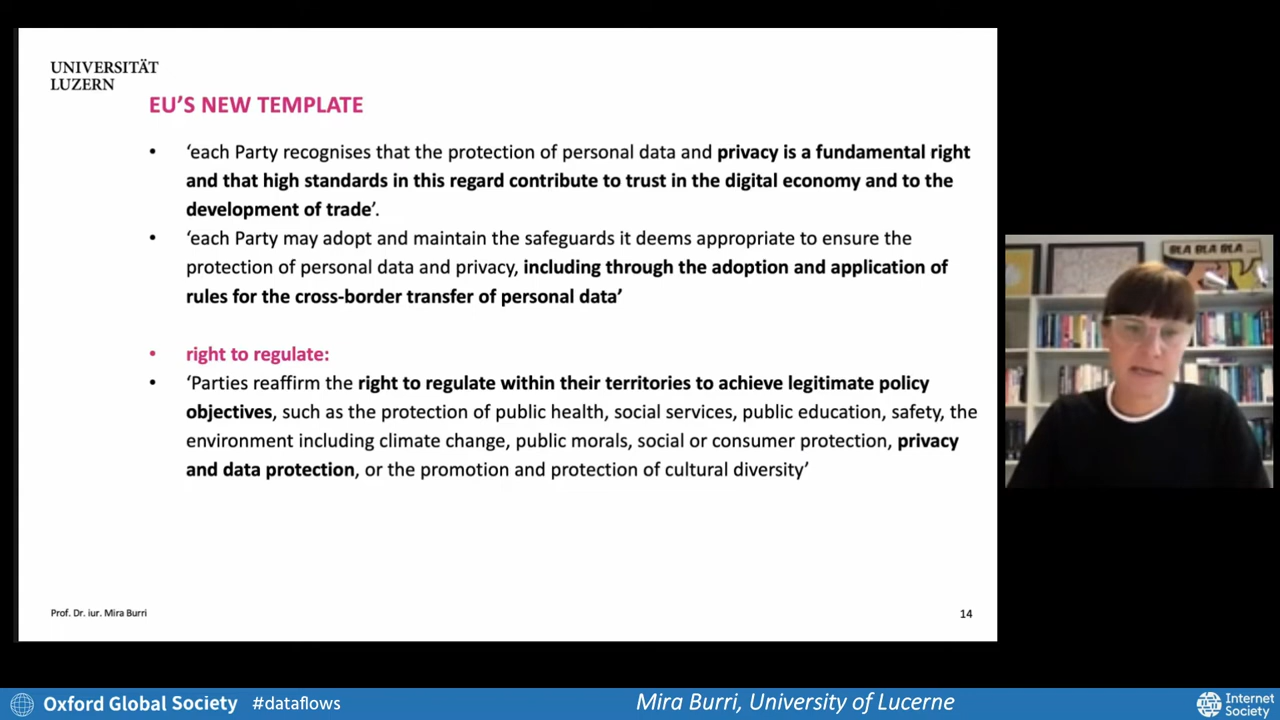 UNIVERSITÄT
LUZERN
EU'S NEW TEMPLATE
• ‘each Party recognises that the protection of personal data and privacy is a fundamental right
and that high standards in this regard contribute to trust in the digital economy and to the
development of trade’.
• ‘each Party may adopt and maintain the safeguards it deems appropriate to ensure the
protection of personal data and privacy, including through the adoption and application of
rules for the cross-border transfer of personal data’
• right to regulate:
• ‘Parties reaffirm the right to regulate within their territories to achieve legitimate policy
objectives, such as the protection of public health, social services, public education, safety, the
environment including climate change, public morals, social or consumer protection, privacy
and data protection, or the promotion and protection of cultural diversity’
Prof. Dr. iur. Mira Burri
14
BLA BLA BLA...
Oxford Global Society #dataflows
Mira Burri, University of Lucerne
Internet
Society